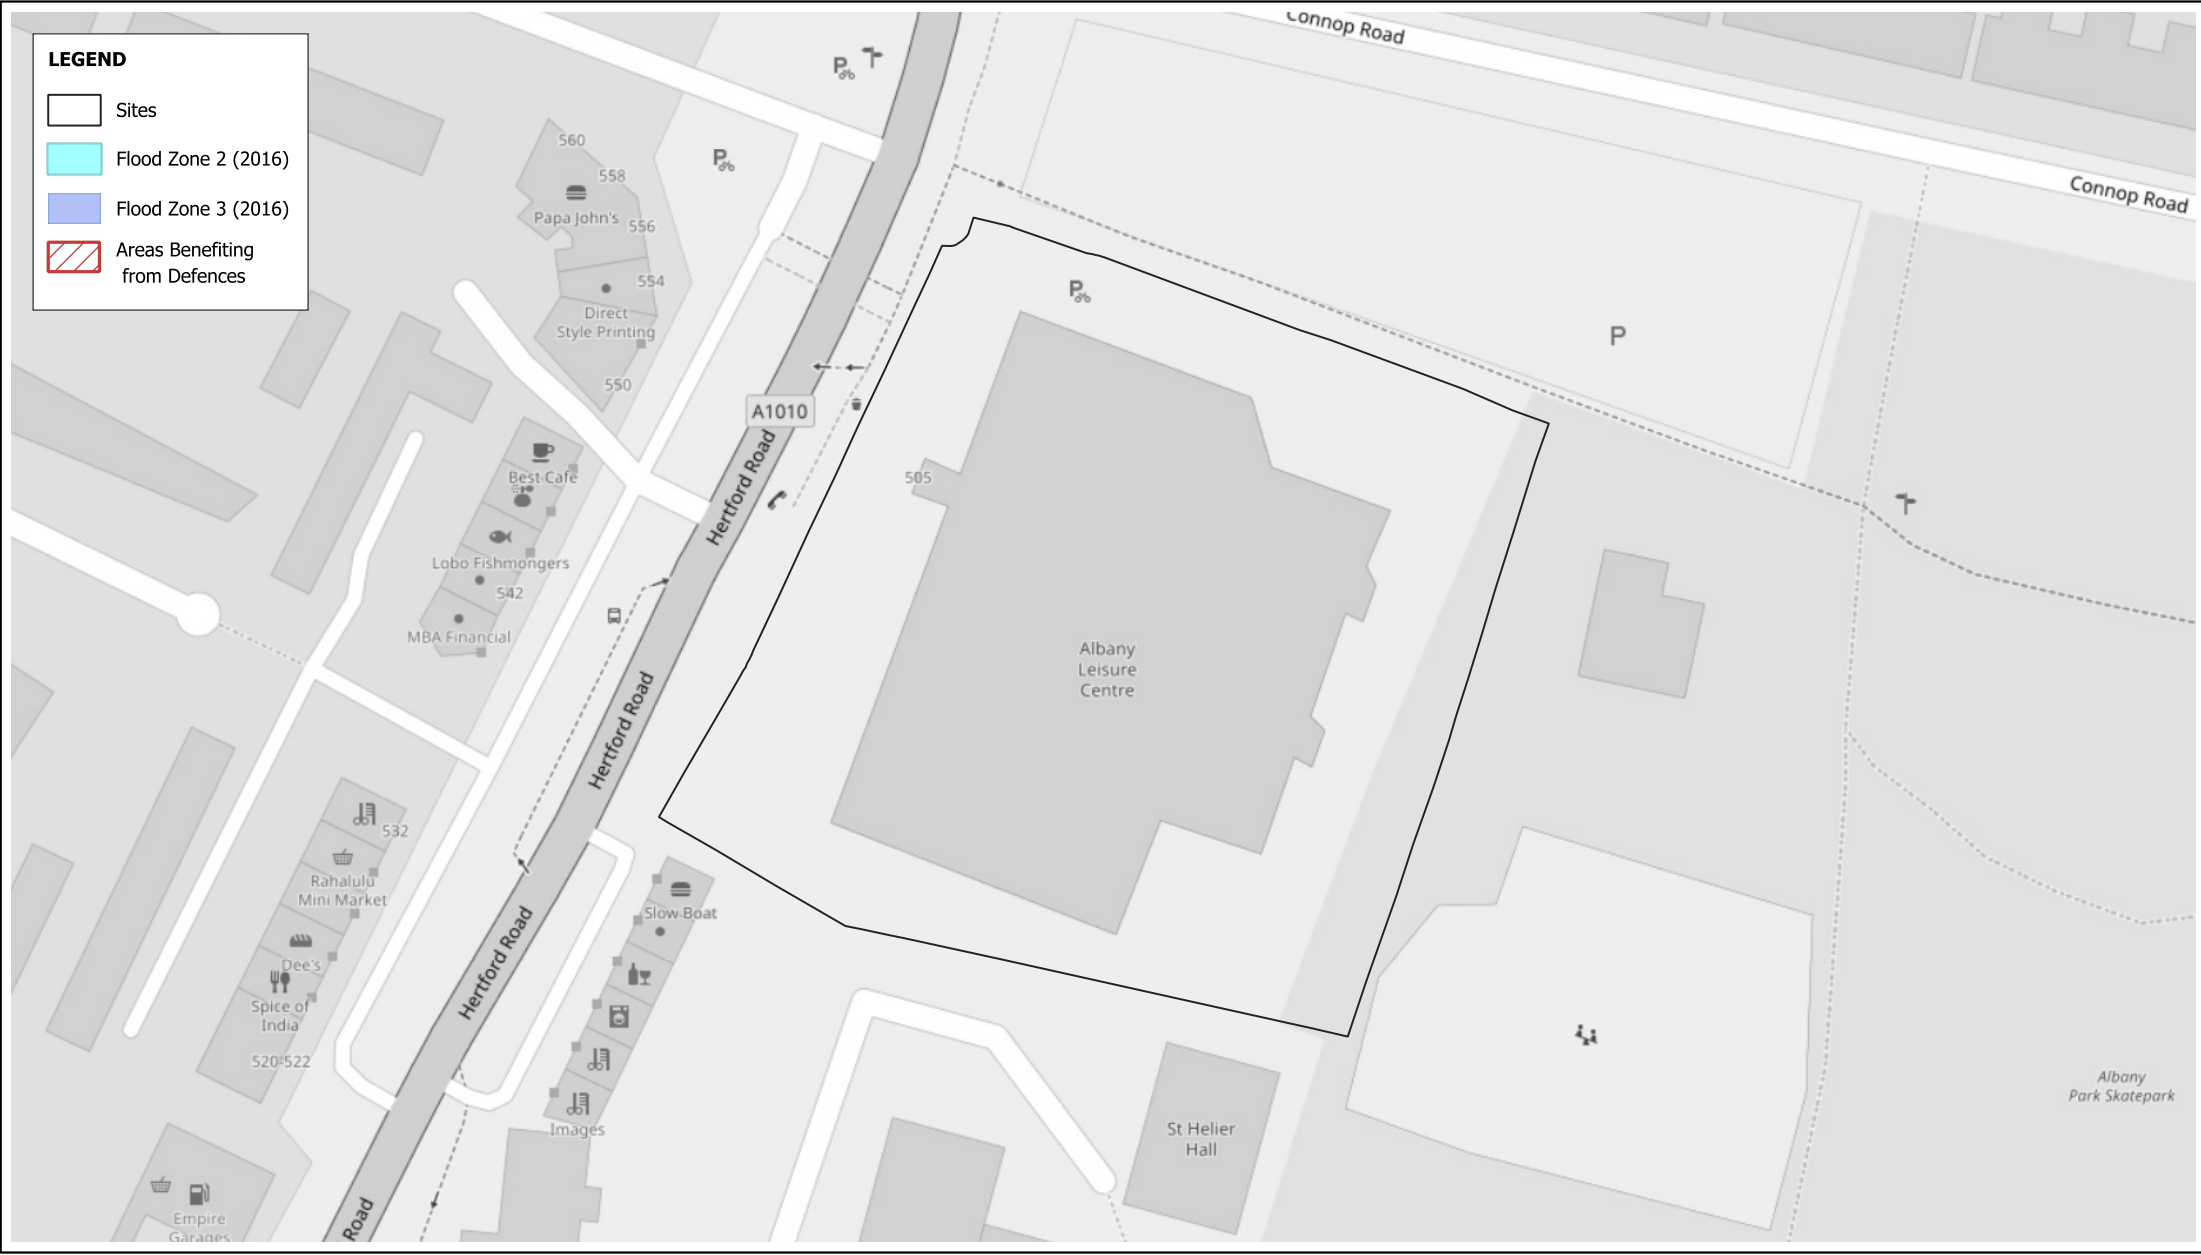 LEGEND
Sites
Flood Zone 2 (2016)
Flood Zone 3 (2016)
Areas Benefiting
from Defences
Connop Road
Connop Road
P
P
P
P
560
558
Papa John's
556
554
Direct
Style Printing
550
A1010
Hertford Road
Best Cafe
505
Lobo Fishmongers
542
MBA Financial
Albany
Leisure
Centre
Hertford Road
532
Rahalulu
Mini Market
Slow Boat
Hertford Road
Dee's
Spice of
India
520-522
Images
St Helier
Hall
Albany
Park Skatepark
Empire
Garages
Road